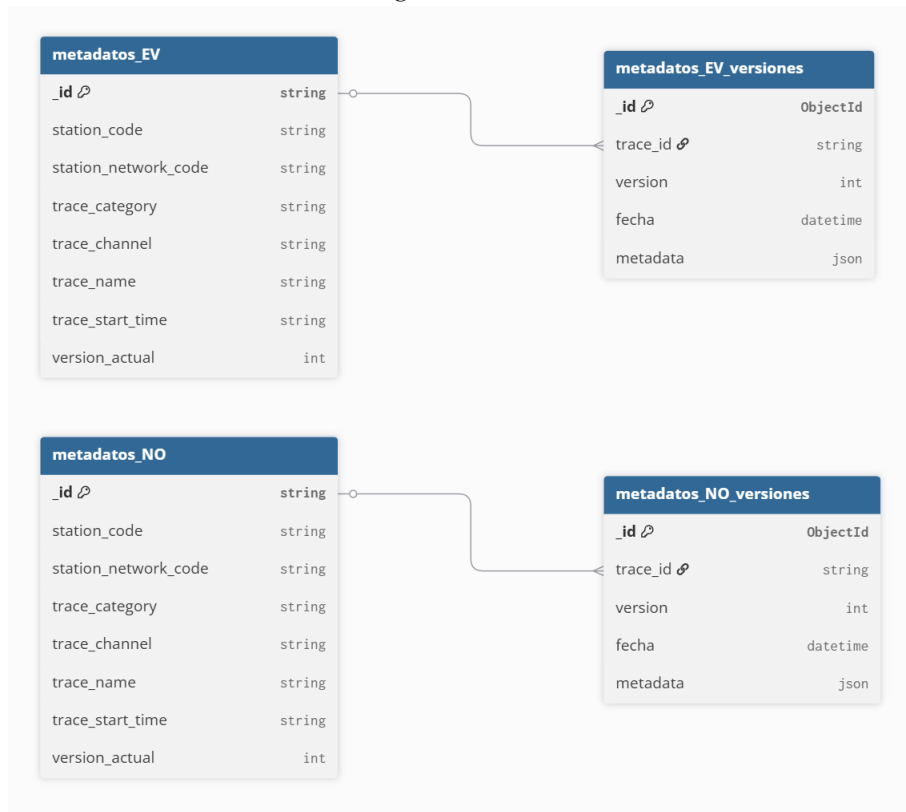 metadatos_EV
_id string
station_code string
station_network_code string
trace_category string
trace_channel string
trace_name string
trace_start_time string
version_actual int
metadatos_EV_versiones
_id ObjectId
trace_id string
version int
fecha datetime
metadata json
metadatos_NO
_id string
station_code string
station_network_code string
trace_category string
trace_channel string
trace_name string
trace_start_time string
version_actual int
metadatos_NO_versiones
_id ObjectId
trace_id string
version int
fecha datetime
metadata json